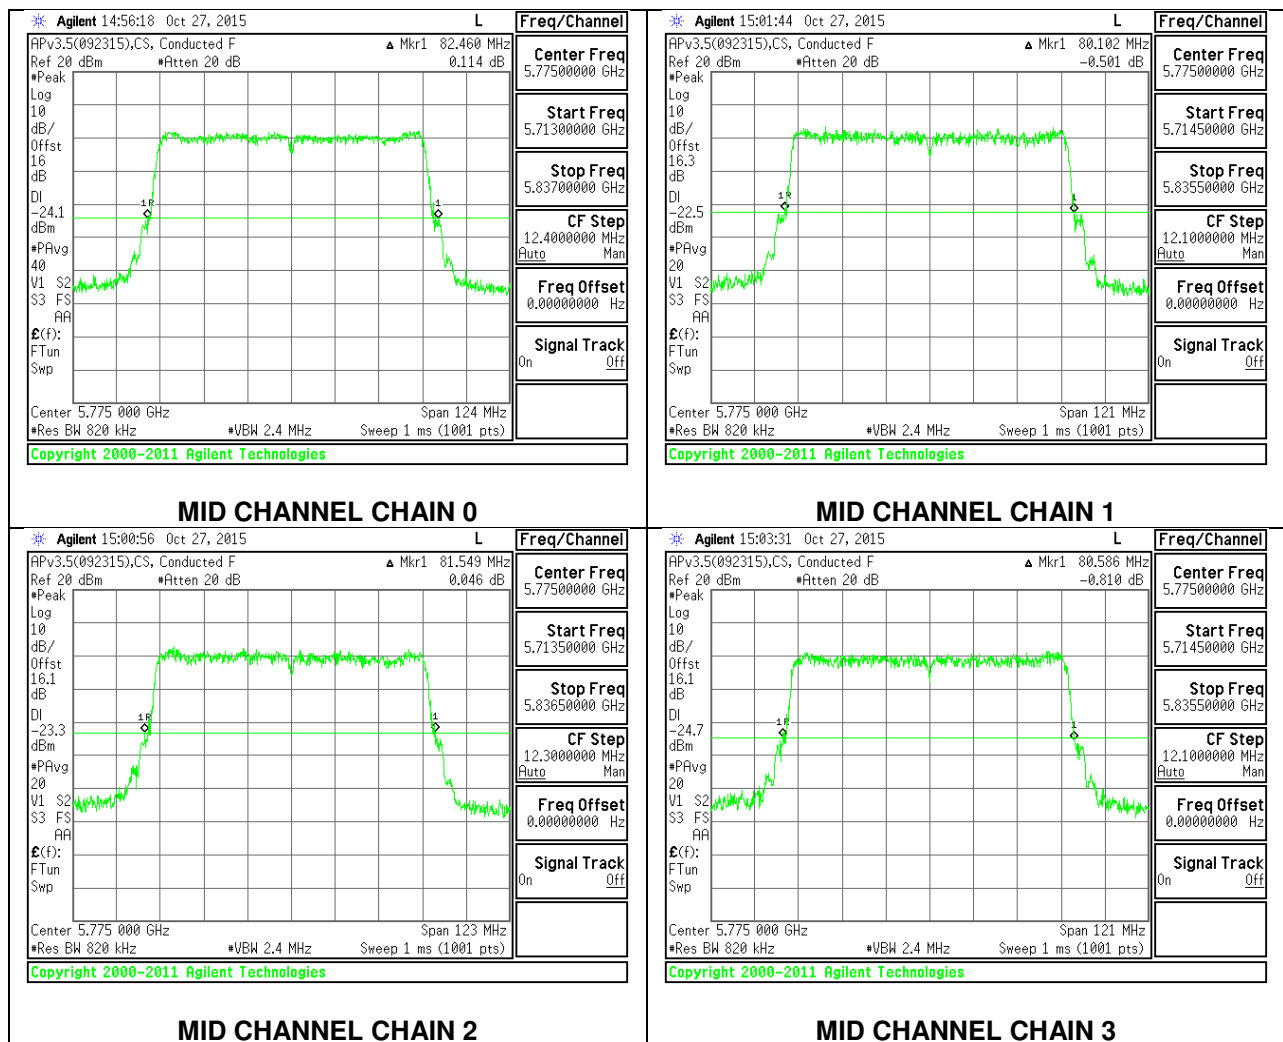 Agilent 14:56:18 Oct 27, 2015 L Freq/Channel
APv3.5(092315),CS, Conducted F Δ Mkr1 82.460 MHz
Ref 20 dBm #Atten 20 dB 0.114 dB
#Peak
Log
10
dB/
Offst
16
dB
DI
-24.1
dBm
#PAvg
40
V1 S2
S3 FS
AA
£(f):
FTun
Swp
1R
1
Center 5.775 000 GHz Span 124 MHz
#Res BW 820 kHz #VBW 2.4 MHz Sweep 1 ms (1001 pts)
Center Freq
5.77500000 GHz
Start Freq
5.71300000 GHz
Stop Freq
5.83700000 GHz
CF Step
12.4000000 MHz
Auto Man
Freq Offset
0.00000000 Hz
Signal Track
On Off
Copyright 2000-2011 Agilent Technologies
MID CHANNEL CHAIN 0
Agilent 15:01:44 Oct 27, 2015 L Freq/Channel
APv3.5(092315),CS, Conducted F Δ Mkr1 80.102 MHz
Ref 20 dBm #Atten 20 dB -0.501 dB
#Peak
Log
10
dB/
Offst
16.3
dB
DI
-22.5
dBm
#PAvg
20
V1 S2
S3 FS
AA
£(f):
FTun
Swp
1R
1
Center 5.775 000 GHz Span 121 MHz
#Res BW 820 kHz #VBW 2.4 MHz Sweep 1 ms (1001 pts)
Center Freq
5.77500000 GHz
Start Freq
5.71450000 GHz
Stop Freq
5.83550000 GHz
CF Step
12.1000000 MHz
Auto Man
Freq Offset
0.00000000 Hz
Signal Track
On Off
Copyright 2000-2011 Agilent Technologies
MID CHANNEL CHAIN 1
Agilent 15:00:56 Oct 27, 2015 L Freq/Channel
APv3.5(092315),CS, Conducted F Δ Mkr1 81.549 MHz
Ref 20 dBm #Atten 20 dB 0.046 dB
#Peak
Log
10
dB/
Offst
16.1
dB
DI
-23.3
dBm
#PAvg
20
V1 S2
S3 FS
AA
£(f):
FTun
Swp
1R
1
Center 5.775 000 GHz Span 123 MHz
#Res BW 820 kHz #VBW 2.4 MHz Sweep 1 ms (1001 pts)
Center Freq
5.77500000 GHz
Start Freq
5.71350000 GHz
Stop Freq
5.83650000 GHz
CF Step
12.3000000 MHz
Auto Man
Freq Offset
0.00000000 Hz
Signal Track
On Off
Copyright 2000-2011 Agilent Technologies
MID CHANNEL CHAIN 2
Agilent 15:03:31 Oct 27, 2015 L Freq/Channel
APv3.5(092315),CS, Conducted F Δ Mkr1 80.586 MHz
Ref 20 dBm #Atten 20 dB -0.810 dB
#Peak
Log
10
dB/
Offst
16.1
dB
DI
-24.7
dBm
#PAvg
20
V1 S2
S3 FS
AA
£(f):
FTun
Swp
1R
1
Center 5.775 000 GHz Span 121 MHz
#Res BW 820 kHz #VBW 2.4 MHz Sweep 1 ms (1001 pts)
Center Freq
5.77500000 GHz
Start Freq
5.71450000 GHz
Stop Freq
5.83550000 GHz
CF Step
12.1000000 MHz
Auto Man
Freq Offset
0.00000000 Hz
Signal Track
On Off
Copyright 2000-2011 Agilent Technologies
MID CHANNEL CHAIN 3